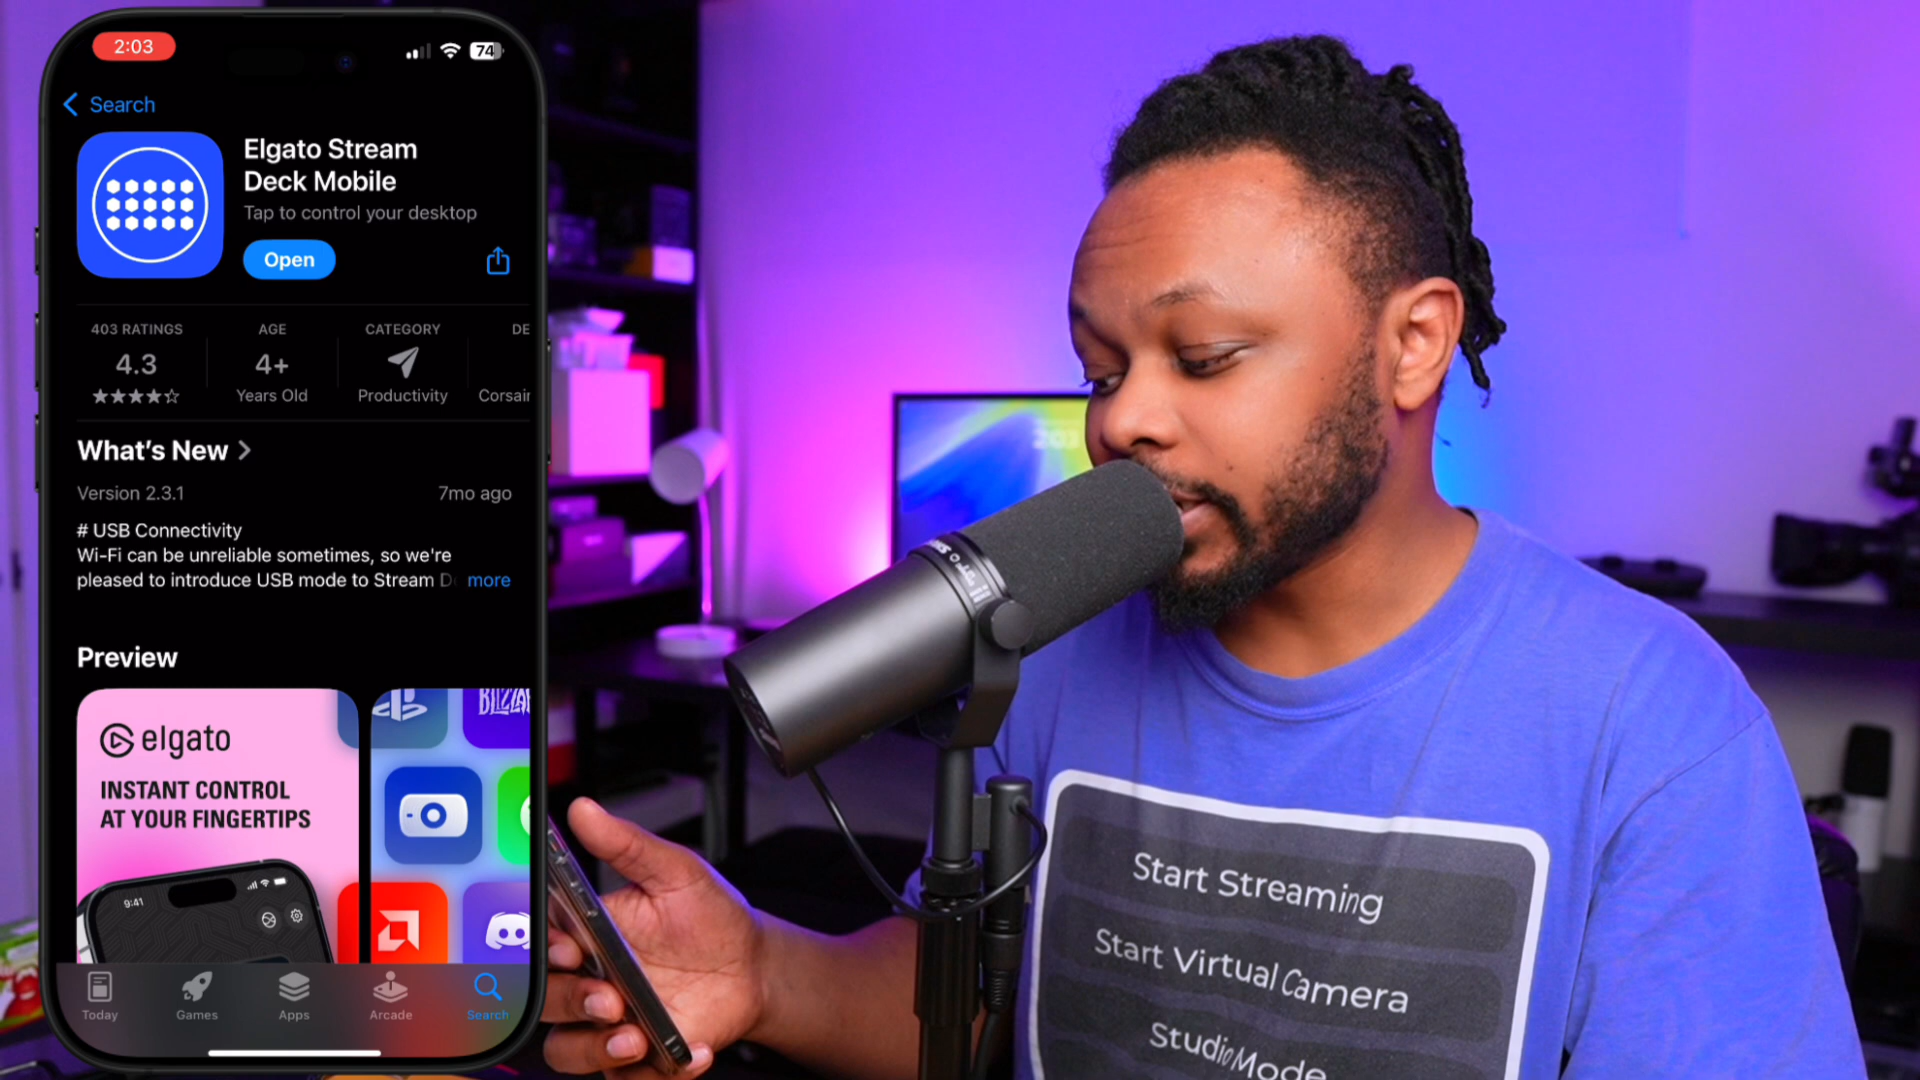 2:03
74
Search
Elgato Stream
Deck Mobile
Tap to control your desktop
Open
403 RATINGS
4.3
AGE
4+
Years Old
CATEGORY
Productivity
DE
Corsair
What's New
Version 2.3.1
7mo ago
# USB Connectivity
Wi-Fi can be unreliable sometimes, so we're
pleased to introduce USB mode to Stream D
more
Preview
elgato
INSTANT CONTROL
AT YOUR FINGERTIPS
9:41
BLIZZA
Today
Games
Apps
Arcade
Search
Start Streaming
Start Virtual Camera
Studio Mode